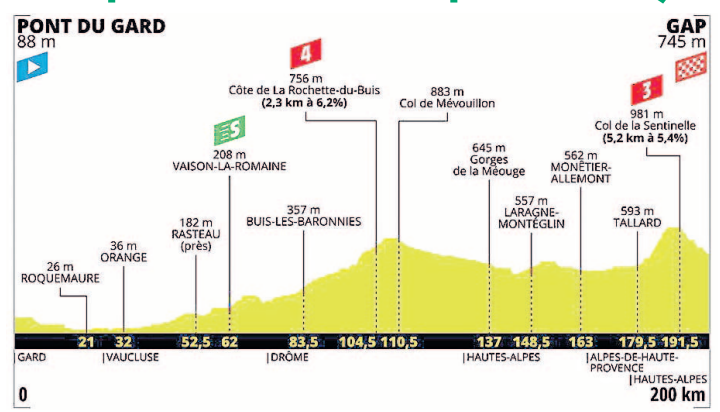 PONT DU GARD
88 m
GAP
745 m
4
756 m
Côte de La Rochette-du-Buis
(2,3 km à 6,2%)
883 m
Col de Mévouillon
3
981 m
Col de la Sentinelle
(5,2 km à 5,4%)
S
208 m
VAISON-LA-ROMAINE
645 m
Gorges
de la Méouge
562 m
MONÊTIER-
ALLEMONT
182 m
RASTEAU
(près)
357 m
BUIS-LES-BARONNIES
557 m
LARAGNE-
MONTÉGLIN
593 m
TALLARD
26 m
ROQUEMAURE
36 m
ORANGE
21 32 52,5 62 83,5 104,5 110,5 137 148,5 163 179,5 191,5
|GARD |VAUCLUSE |DRÔME |HAUTES-ALPES |ALPES-DE-HAUTE-
PROVENCE
|HAUTES-ALPES
0 200 km